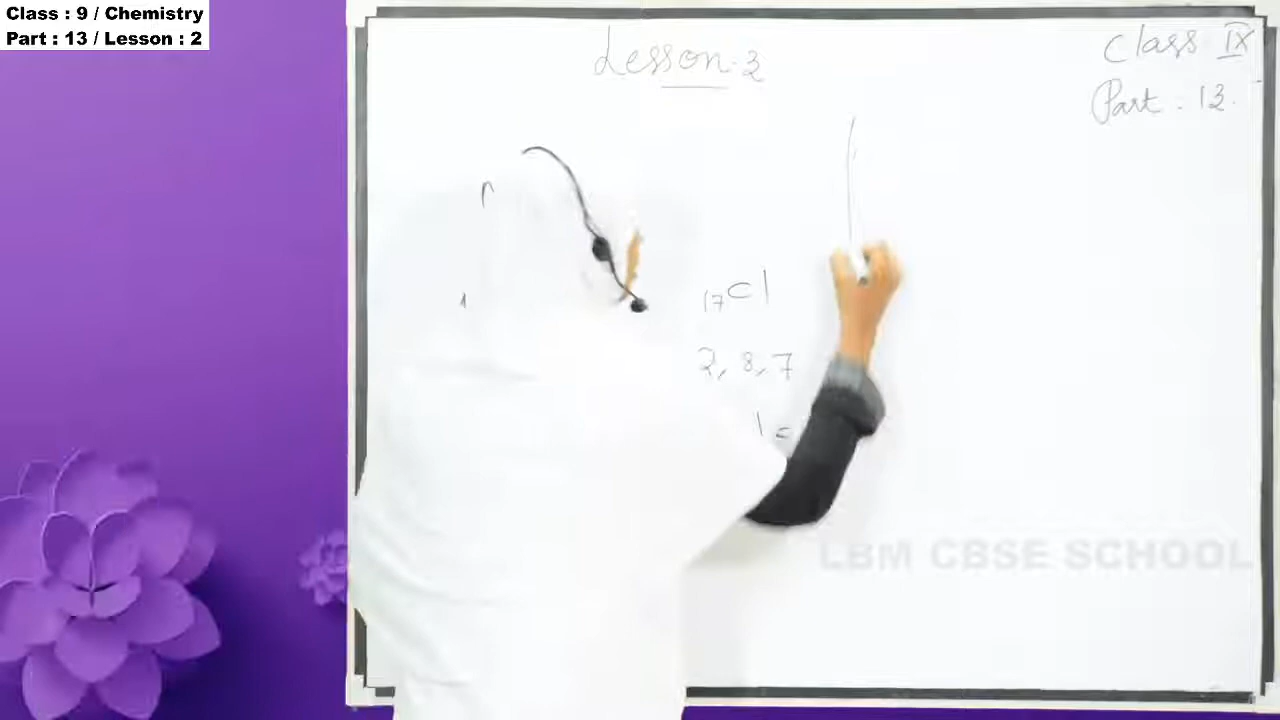 Class : 9 / Chemistry
Part : 13 / Lesson : 2
Lesson. 2
Class IX
Part. 13.
17Cl
2, 8, 7
LBM CBSE SCHOOL